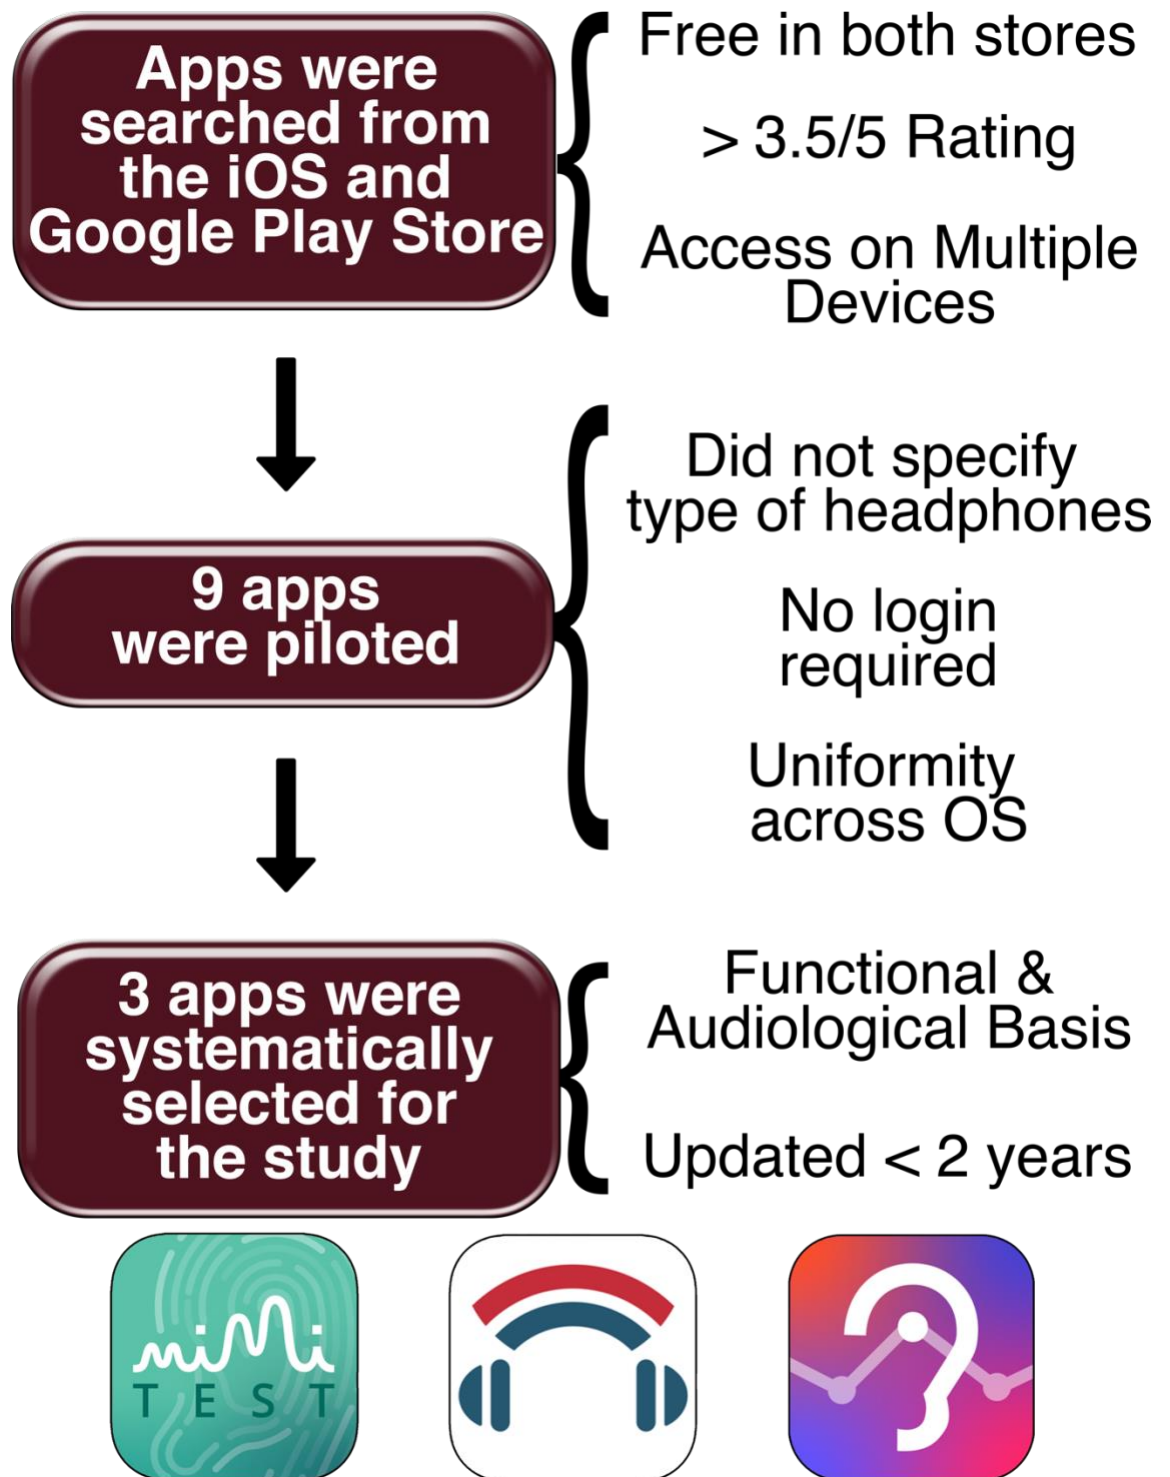 Apps were
searched from
the iOS and
Google Play Store
Free in both stores
> 3.5/5 Rating
Access on Multiple
Devices
9 apps
were piloted
Did not specify
type of headphones
No login
required
Uniformity
across OS
3 apps were
systematically
selected for
the study
Functional &
Audiological Basis
Updated < 2 years
miMi
TEST